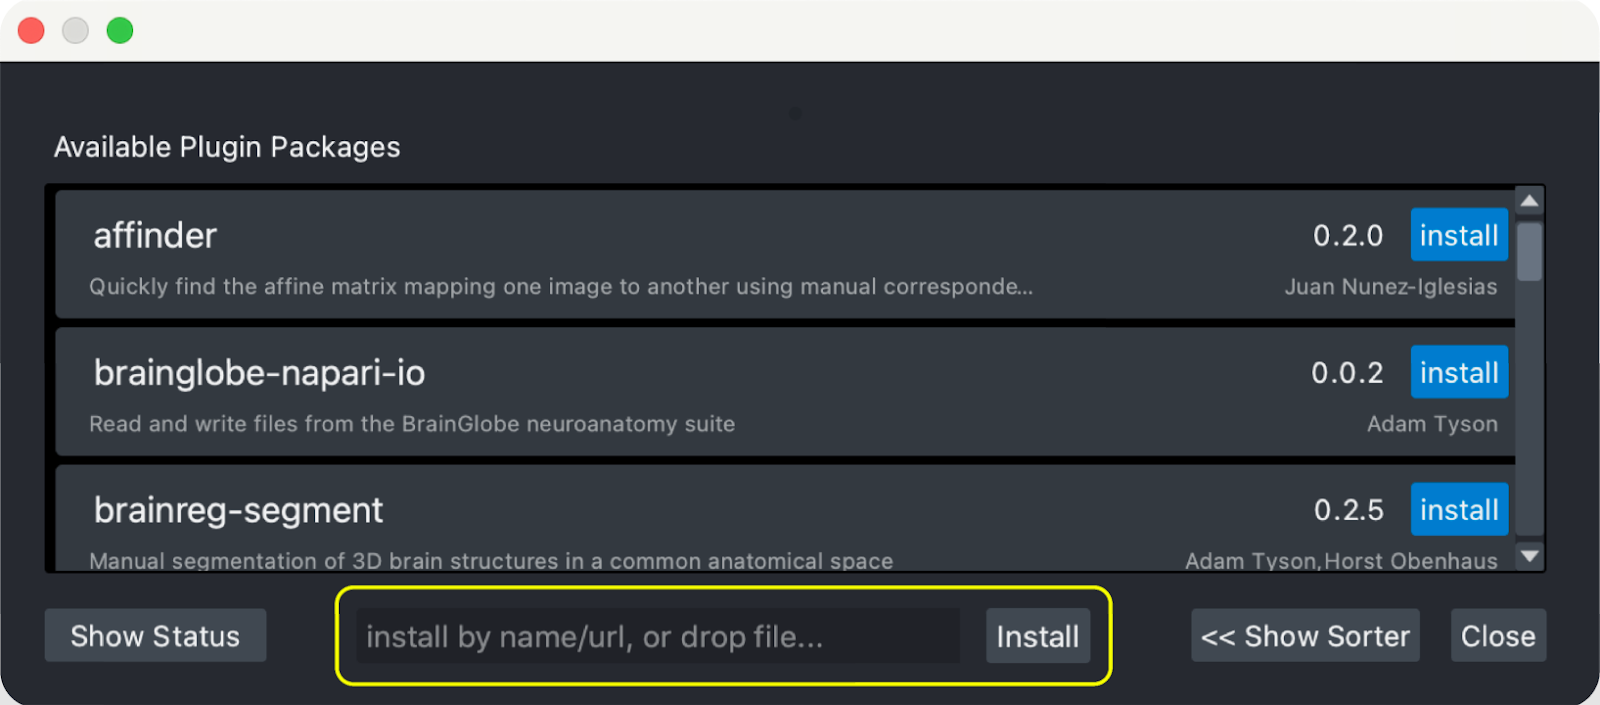 Available Plugin Packages
affinder 0.2.0 install
Quickly find the affine matrix mapping one image to another using manual corresponde... Juan Nunez-Iglesias
brainglobe-napari-io 0.0.2 install
Read and write files from the BrainGlobe neuroanatomy suite Adam Tyson
brainreg-segment 0.2.5 install
Manual segmentation of 3D brain structures in a common anatomical space Adam Tyson,Horst Obenhaus
Show Status install by name/url, or drop file... Install << Show Sorter Close